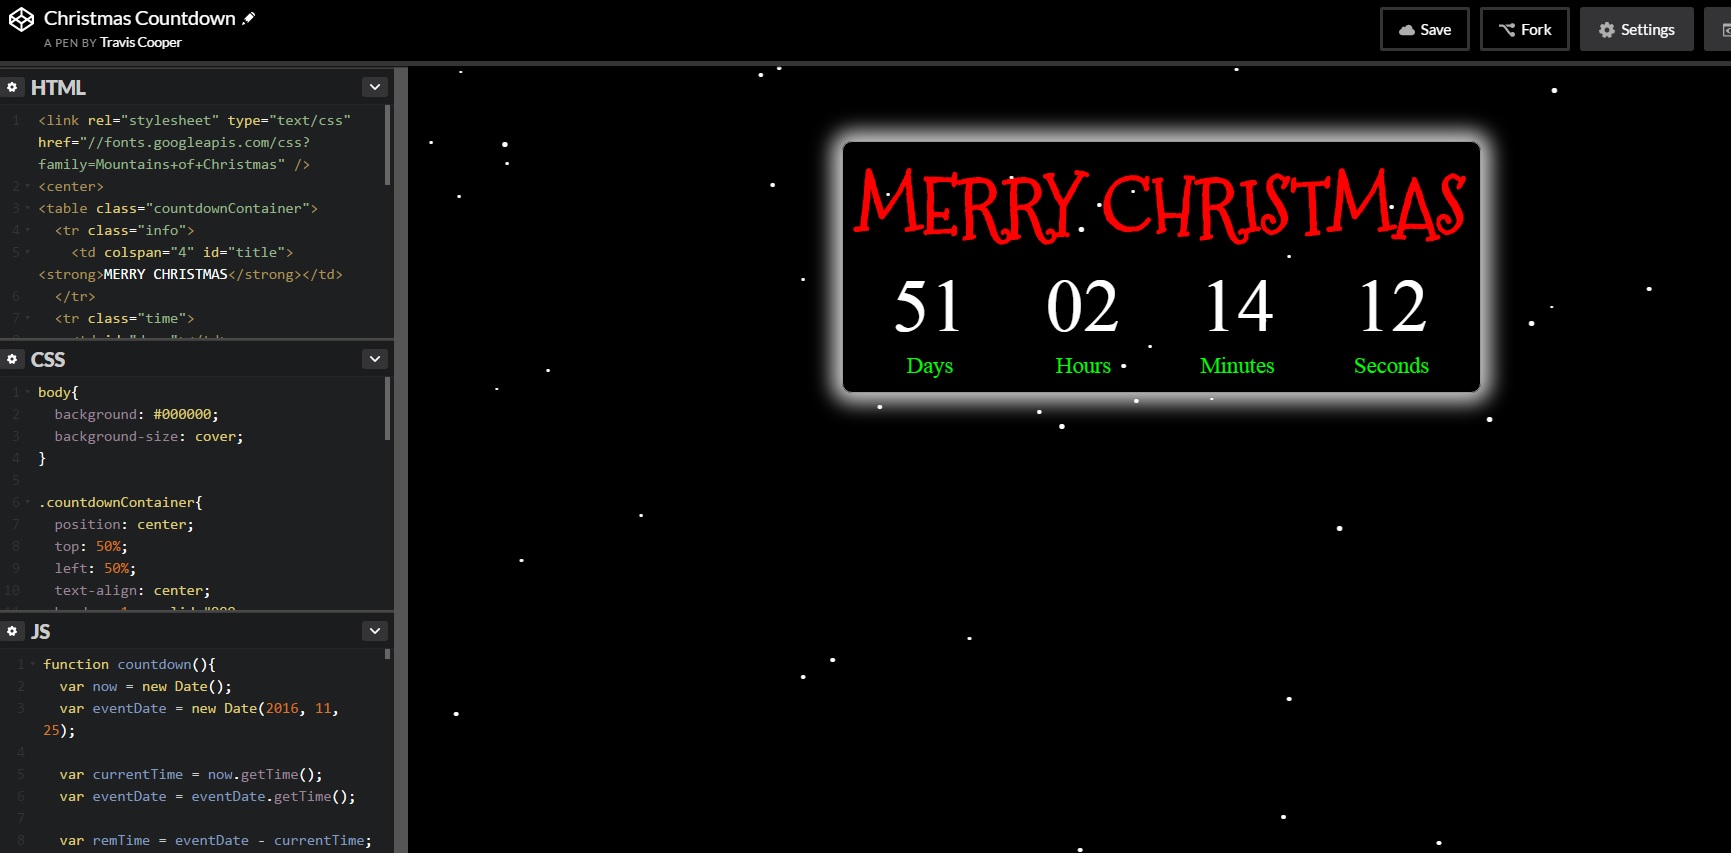 Christmas Countdown
A PEN BY Travis Cooper
Save
Fork
Settings
HTML
1 <link rel="stylesheet" type="text/css"
href="//fonts.googleapis.com/css?
family=Mountains+of+Christmas" />
2 <center>
3 <table class="countdownContainer">
4 <tr class="info">
5 <td colspan="4" id="title">
<strong>MERRY CHRISTMAS</strong></td>
6 </tr>
7 <tr class="time">
CSS
1 body{
2 background: #000000;
3 background-size: cover;
4 }
5
6 .countdownContainer{
7 position: center;
8 top: 50%;
9 left: 50%;
10 text-align: center;
JS
1 function countdown(){
2 var now = new Date();
3 var eventDate = new Date(2016, 11,
25);
4
5 var currentTime = now.getTime();
6 var eventDate = eventDate.getTime();
7
8 var remTime = eventDate - currentTime;
MERRY CHRISTMAS
51 02 14 12
Days Hours Minutes Seconds